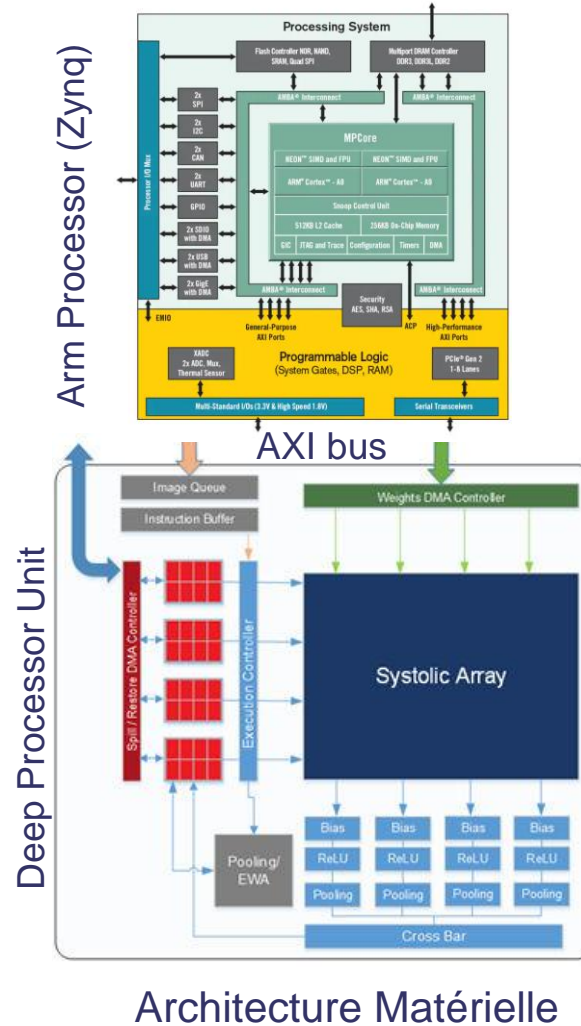 Arm Processor (Zynq)
Processing System
Flash Controller NOR, NAND,
SRAM, Quad SPI
Multiport DRAM Controller
DDR3, DDR3L, DDR2
AMBA® Interconnect
AMBA® Interconnect
Processor I/O Mux
2x
SPI
2x
I2C
2x
CAN
2x
UART
GPIO
2x SDIO
with DMA
2x USB
with DMA
2x GigE
with DMA
MPCore
NEON™ SIMD and FPU
NEON™ SIMD and FPU
ARM® Cortex™ - A9
ARM® Cortex™ - A9
Snoop Control Unit
512KB L2 Cache
256KB On-Chip Memory
GIC
JTAG and Trace
Configuration
Timers
DMA
AMBA® Interconnect
AMBA® Interconnect
EMIO
General-Purpose
AXI Ports
Security
AES, SHA, RSA
ACP
High-Performance
AXI Ports
XADC
2x ADC, Mux,
Thermal Sensor
Programmable Logic
(System Gates, DSP, RAM)
PCIe® Gen 2
1-8 Lanes
Multi-Standard I/Os (3.3V & High Speed 1.8V)
Serial Transceivers
AXI bus
Deep Processor Unit
Image Queue
Instruction Buffer
Weights DMA Controller
Spill / Restore DMA Controller
Execution Controller
Systolic Array
Pooling/
EWA
Bias
Bias
Bias
Bias
ReLU
ReLU
ReLU
ReLU
Pooling
Pooling
Pooling
Pooling
Cross Bar
Architecture Matérielle